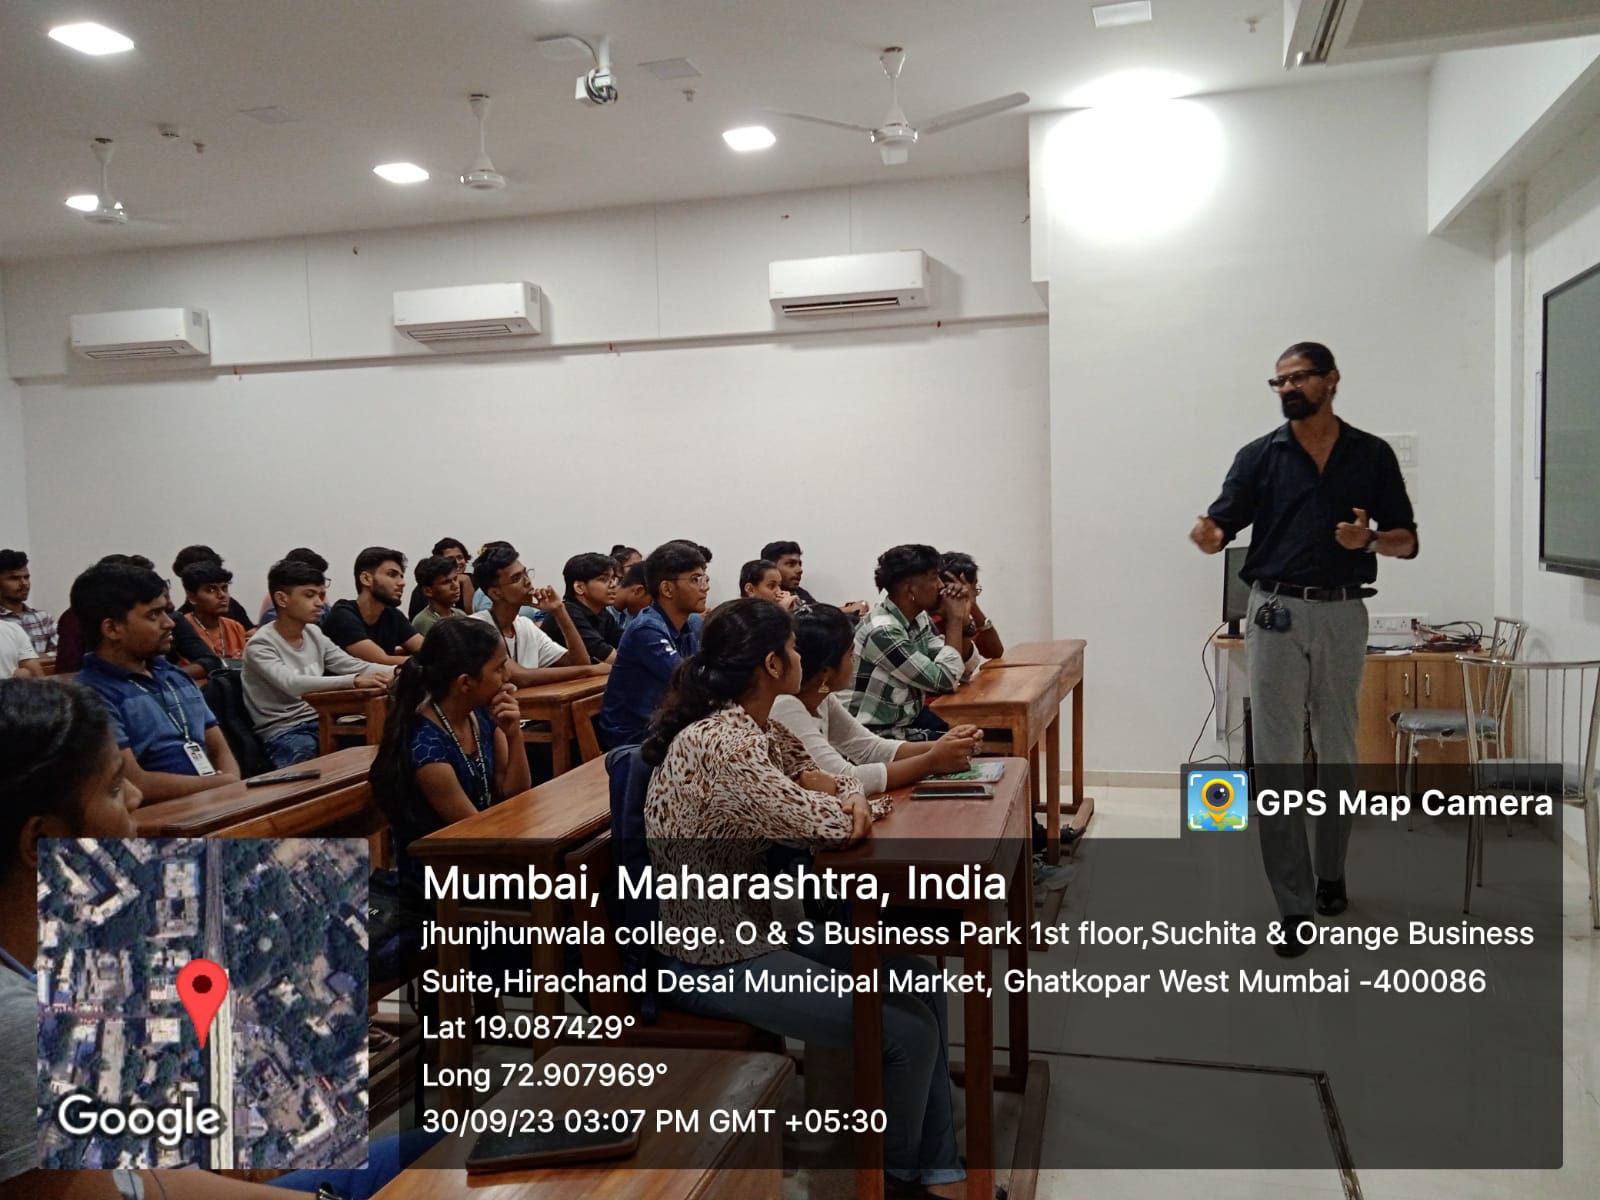 GPS Map Camera
Mumbai, Maharashtra, India
jhunjhunwala college. O & S Business Park 1st floor,Suchita & Orange Business
Suite,Hirachand Desai Municipal Market, Ghatkopar West Mumbai -400086
Lat 19.087429°
Long 72.907969°
30/09/23 03:07 PM GMT +05:30
Google